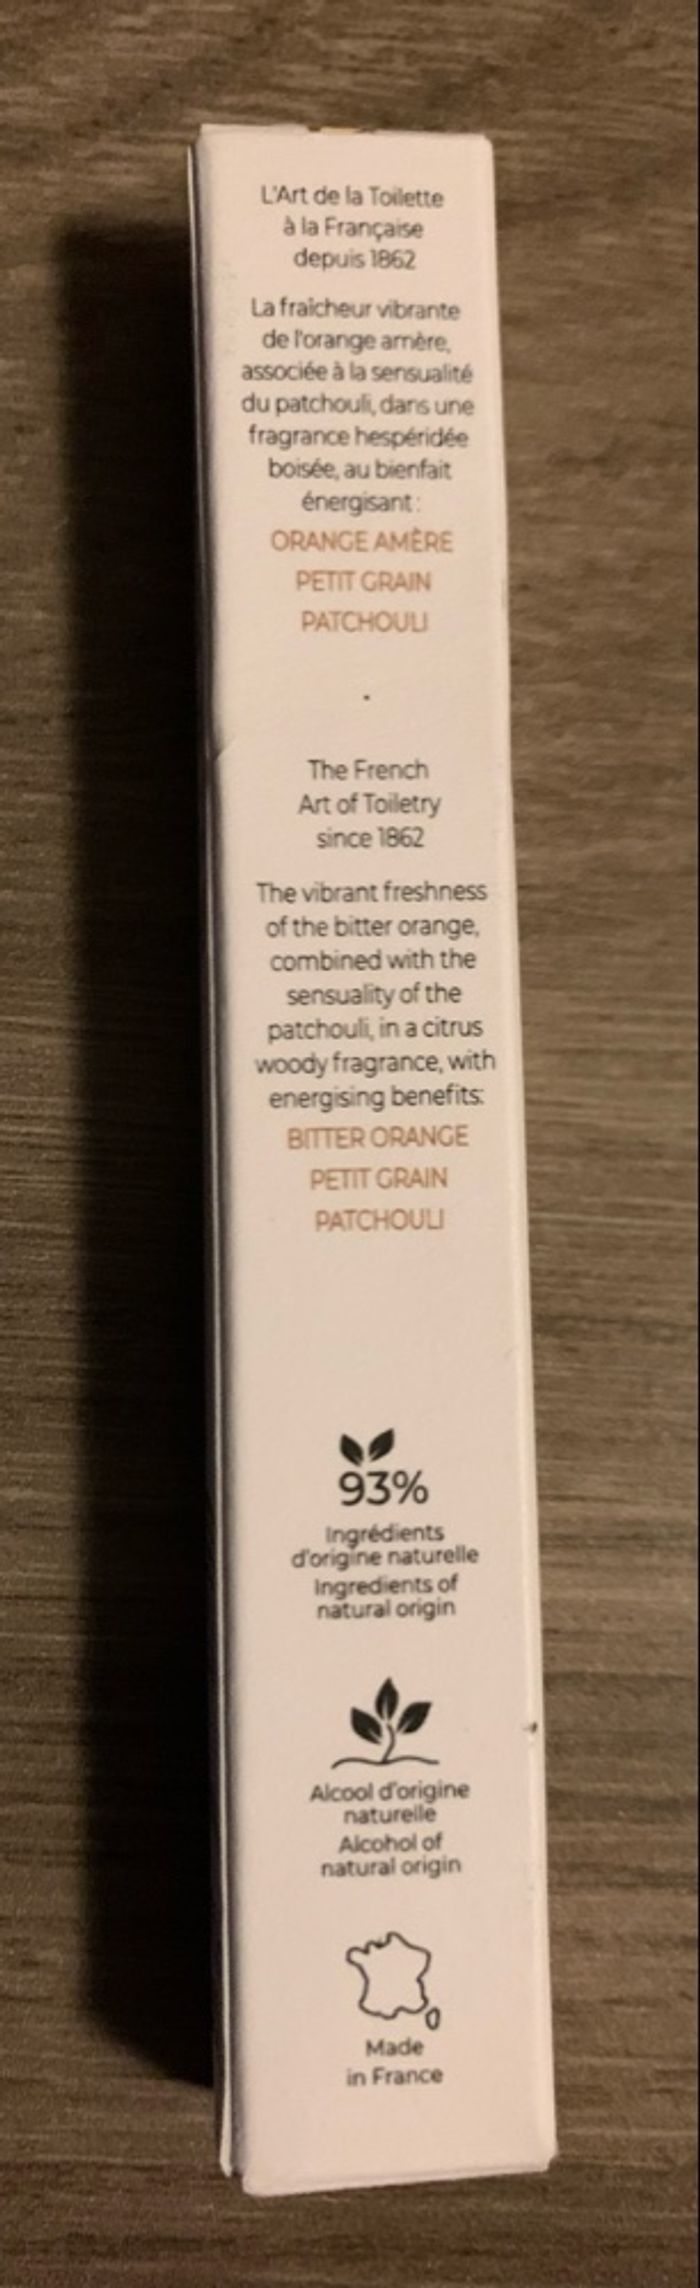 L'Art de la Toilette
à la Française
depuis 1862
La fraîcheur vibrante
de l'orange amère,
associée à la sensualité
du patchouli, dans une
fragrance hespéridée
boisée, au bienfait
énergisant :
ORANGE AMÈRE
PETIT GRAIN
PATCHOULI
The French
Art of Toiletry
since 1862
The vibrant freshness
of the bitter orange,
combined with the
sensuality of the
patchouli, in a citrus
woody fragrance, with
energising benefits:
BITTER ORANGE
PETIT GRAIN
PATCHOULI
93%
Ingrédients
d'origine naturelle
Ingredients of
natural origin
Alcool d'origine
naturelle
Alcohol of
natural origin
Made
in France